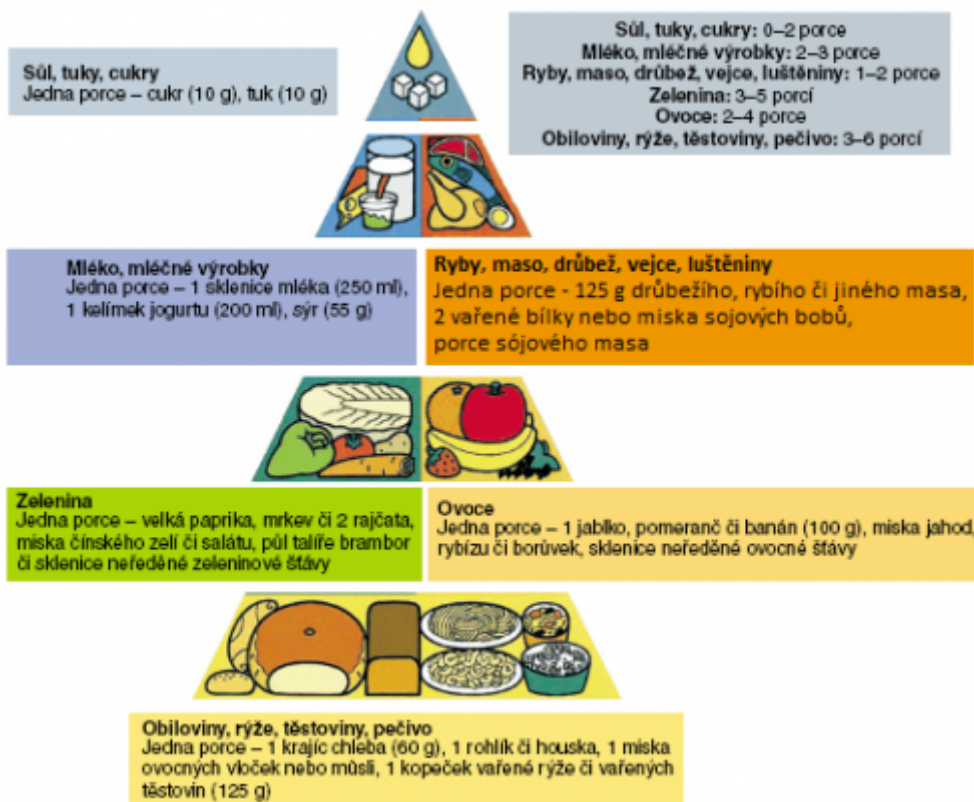 Sůl, tuky, cukry
Jedna porce – cukr (10 g), tuk (10 g)
Sůl, tuky, cukry: 0–2 porce
Mléko, mléčné výrobky: 2–3 porce
Ryby, maso, drůbež, vejce, luštěniny: 1–2 porce
Zelenina: 3–5 porcí
Ovoce: 2–4 porce
Obiloviny, rýže, těstoviny, pečivo: 3–6 porcí
Mléko, mléčné výrobky
Jedna porce – 1 sklenice mléka (250 ml),
1 kelímek jogurtu (200 ml), sýr (55 g)
Ryby, maso, drůbež, vejce, luštěniny
Jedna porce - 125 g drůbežího, rybího či jiného masa,
2 vařené bílky nebo miska sojových bobů,
porce sójového masa
Zelenina
Jedna porce – velká paprika, mrkev či 2 rajčata,
miska čínského zelí či salátu, půl talíře brambor
či sklenice neředěné zeleninové šťávy
Ovoce
Jedna porce – 1 jablko, pomeranč či banán (100 g), miska jahod,
rybízu či borůvek, sklenice neředěné ovocné šťávy
Obiloviny, rýže, těstoviny, pečivo
Jedna porce – 1 krajíc chleba (60 g), 1 rohlík či houska, 1 miska
ovocných vloček nebo müsli, 1 kopeček vařené rýže či vařených
těstovin (125 g)